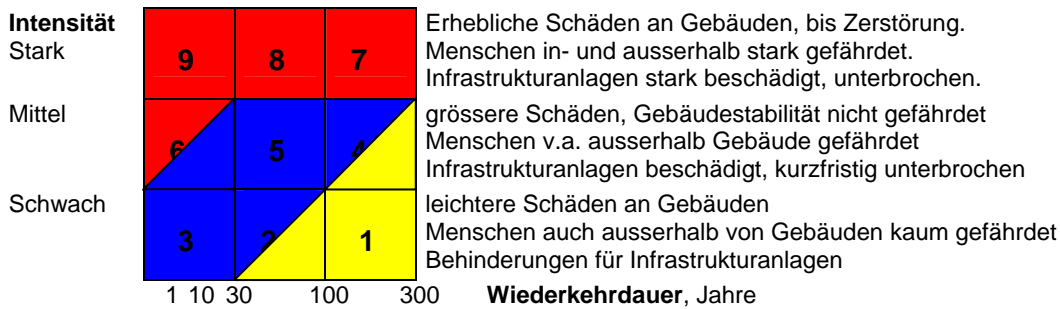 Intensität Erhebliche Schäden an Gebäuden, bis Zerstörung.
Stark 9 8 7 Menschen in- und ausserhalb stark gefährdet.
Infrastrukturanlagen stark beschädigt, unterbrochen.
Mittel grössere Schäden, Gebäudestabilität nicht gefährdet
6 5 4 Menschen v.a. ausserhalb Gebäude gefährdet
Infrastrukturanlagen beschädigt, kurzfristig unterbrochen
Schwach leichtere Schäden an Gebäuden
3 2 1 Menschen auch ausserhalb von Gebäuden kaum gefährdet
Behinderungen für Infrastrukturanlagen
1 10 30 100 300 Wiederkehrdauer, Jahre